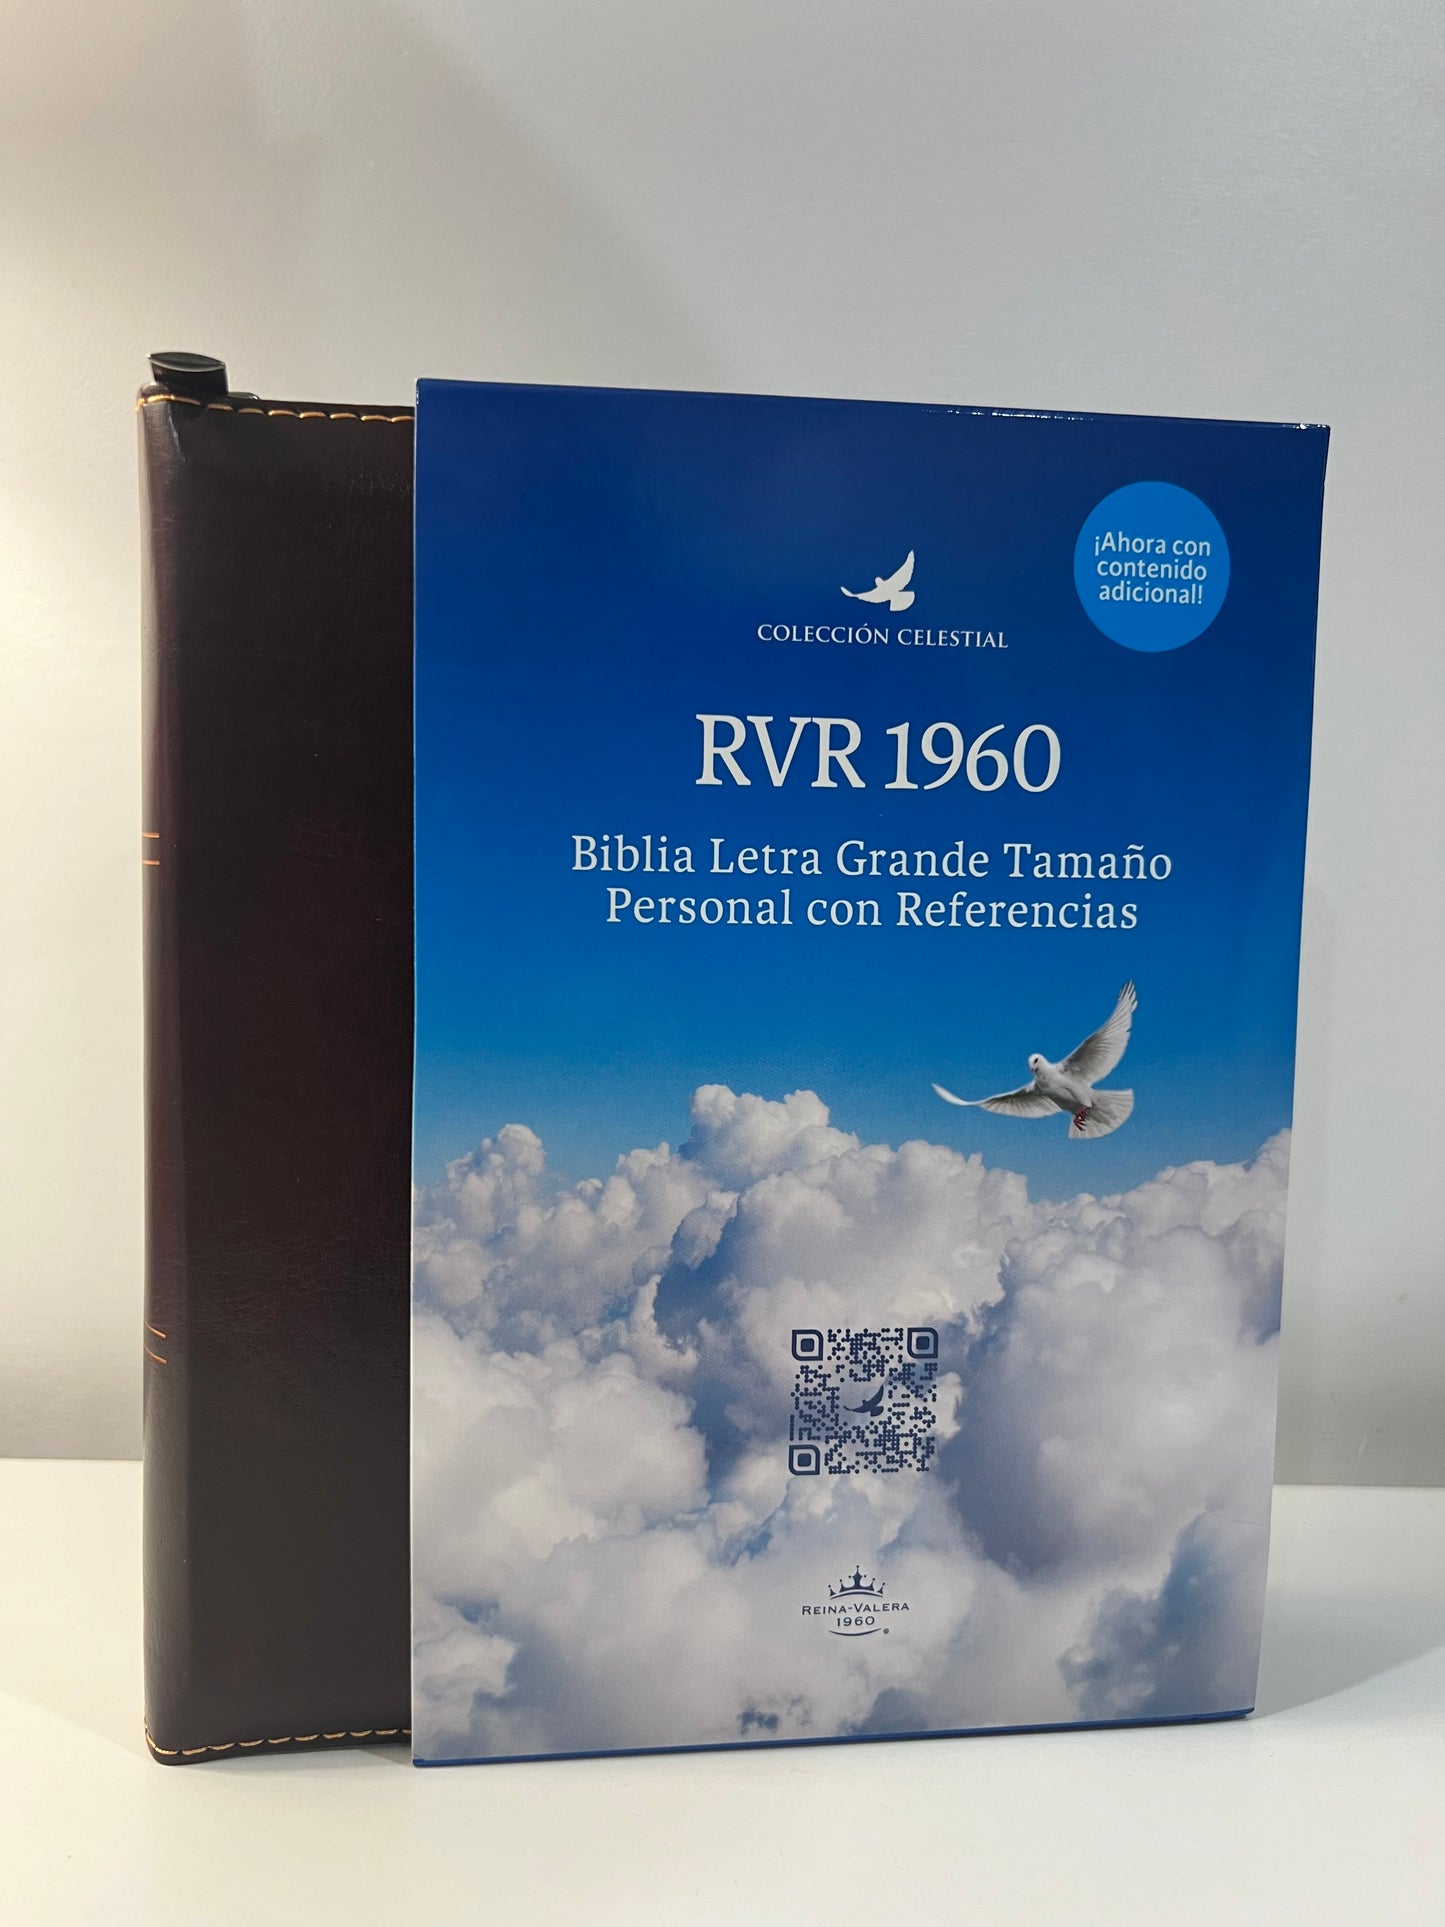 ¡Ahora con
contenido
adicional!
COLECCIÓN CELESTIAL
RVR 1960
Biblia Letra Grande Tamaño
Personal con Referencias
REINA-VALERA
1960
®